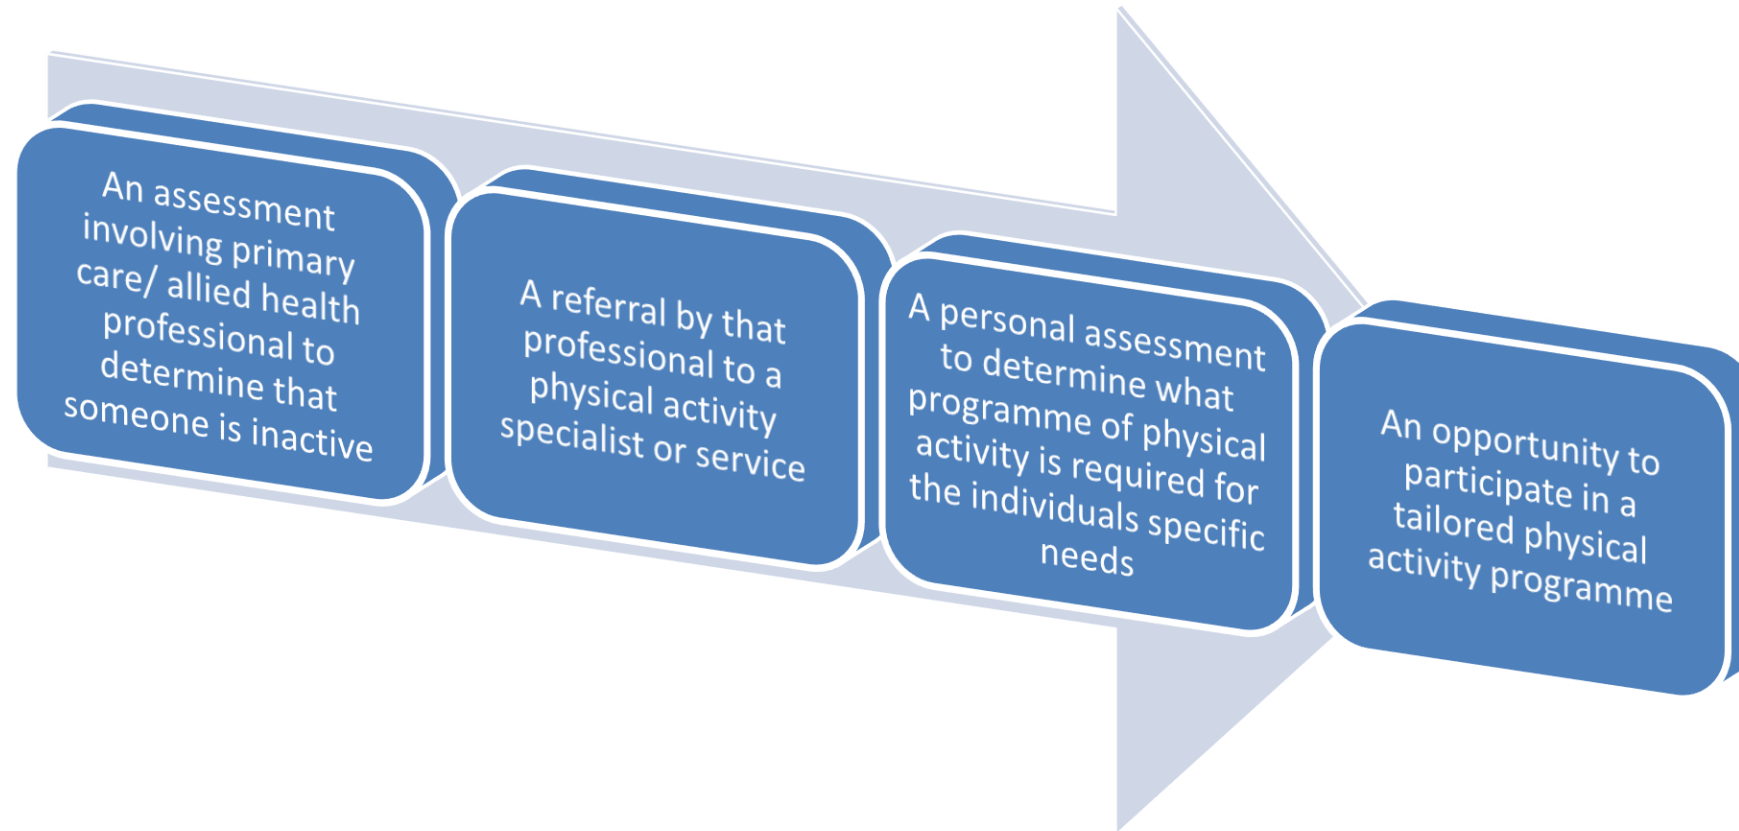 An assessment
involving primary
care/ allied health
professional to
determine that
someone is inactive
A referral by that
professional to a
physical activity
specialist or service
A personal assessment
to determine what
programme of physical
activity is required for
the individuals specific
needs
An opportunity to
participate in a
tailored physical
activity programme